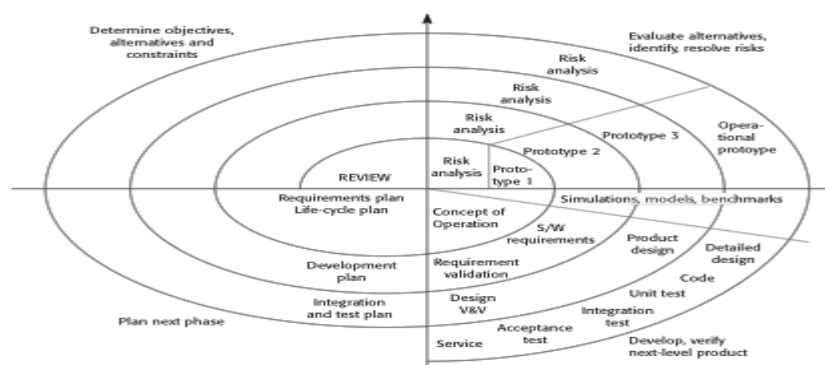 Determine objectives,
alternatives and
constraints
Evaluate alternatives,
identify, resolve risks
Risk
analysis
Risk
analysis
Risk
analysis
Risk
analysis
Proto-
type 1
Prototype 2
Prototype 3
Opera-
tional
protoype
REVIEW
Requirements plan
Life-cycle plan
Concept of
Operation
Simulations, models, benchmarks
S/W
requirements
Product
design
Detailed
design
Development
plan
Requirement
validation
Code
Unit test
Integration
and test plan
Design
V&V
Integration
test
Plan next phase
Acceptance
test
Service
Develop, verify
next-level product